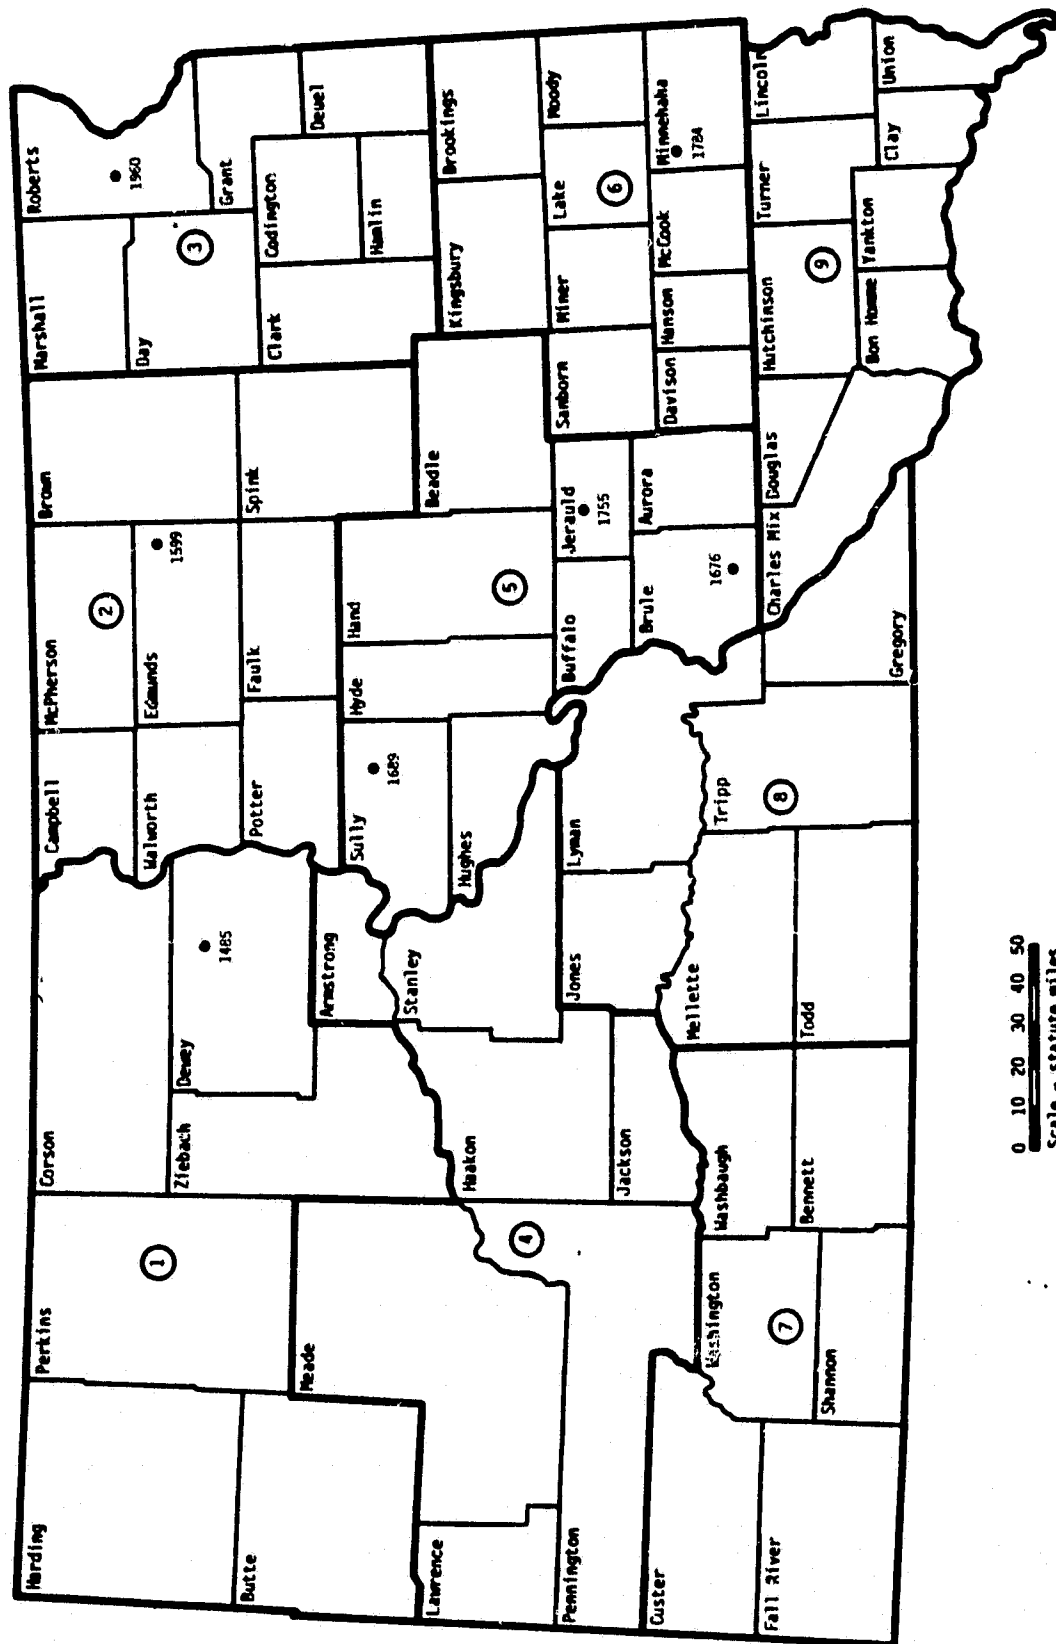 Harding
Perkins
Corson
Campbell
McPherson
Brown
Marshall
Roberts
1
2
3
1960
Walworth
Edmunds
1599
Day
Grant
Butte
Ziebach
Dewey
1485
Potter
Faulk
Spink
Clark
Codington
Deuel
Hamlin
Meade
Armstrong
Sully
1689
Hyde
Hand
Beadle
Kingsbury
Brookings
Lawrence
4
Haakon
Stanley
Hughes
5
Pennington
Jackson
Jones
Lyman
Buffalo
Jerauld
1755
Sanborn
Miner
Lake
6
Moody
Custer
Brule
1676
Aurora
Davison
Hanson
McCook
Minnehaha
1784
Washington
Washbaugh
Mellette
Tripp
8
Charles Mix
Douglas
Hutchinson
9
Turner
Lincoln
Fall River
7
Shannon
Bennett
Todd
Gregory
Bon Homme
Yankton
Clay
Union
0 10 20 30 40 50
Scale - statute miles